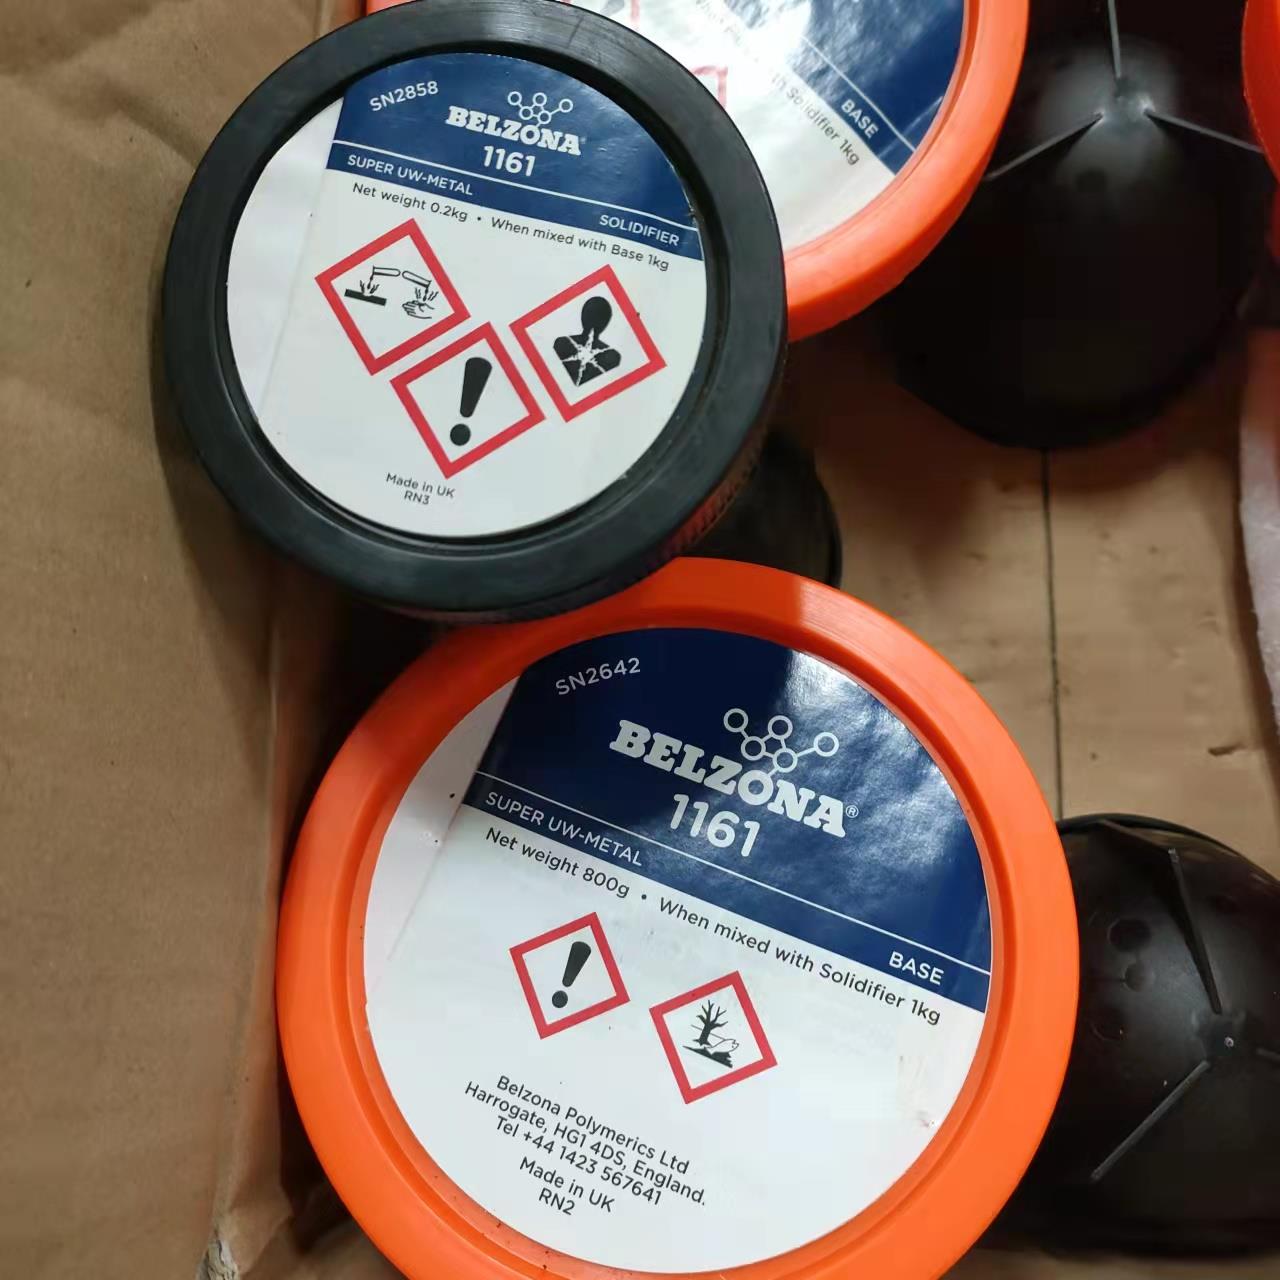 SN2858
BELZONA®
1161
SUPER UW-METAL
SOLIDIFIER
Net weight 0.2kg • When mixed with Base 1kg
Made in UK
RN3
BASE
Solidifier 1kg
SN2642
BELZONA®
1161
SUPER UW-METAL
BASE
Net weight 800g • When mixed with Solidifier 1kg
Belzona Polymerics Ltd
Harrogate, HG1 4DS, England.
Tel +44 1423 567641
Made in UK
RN2